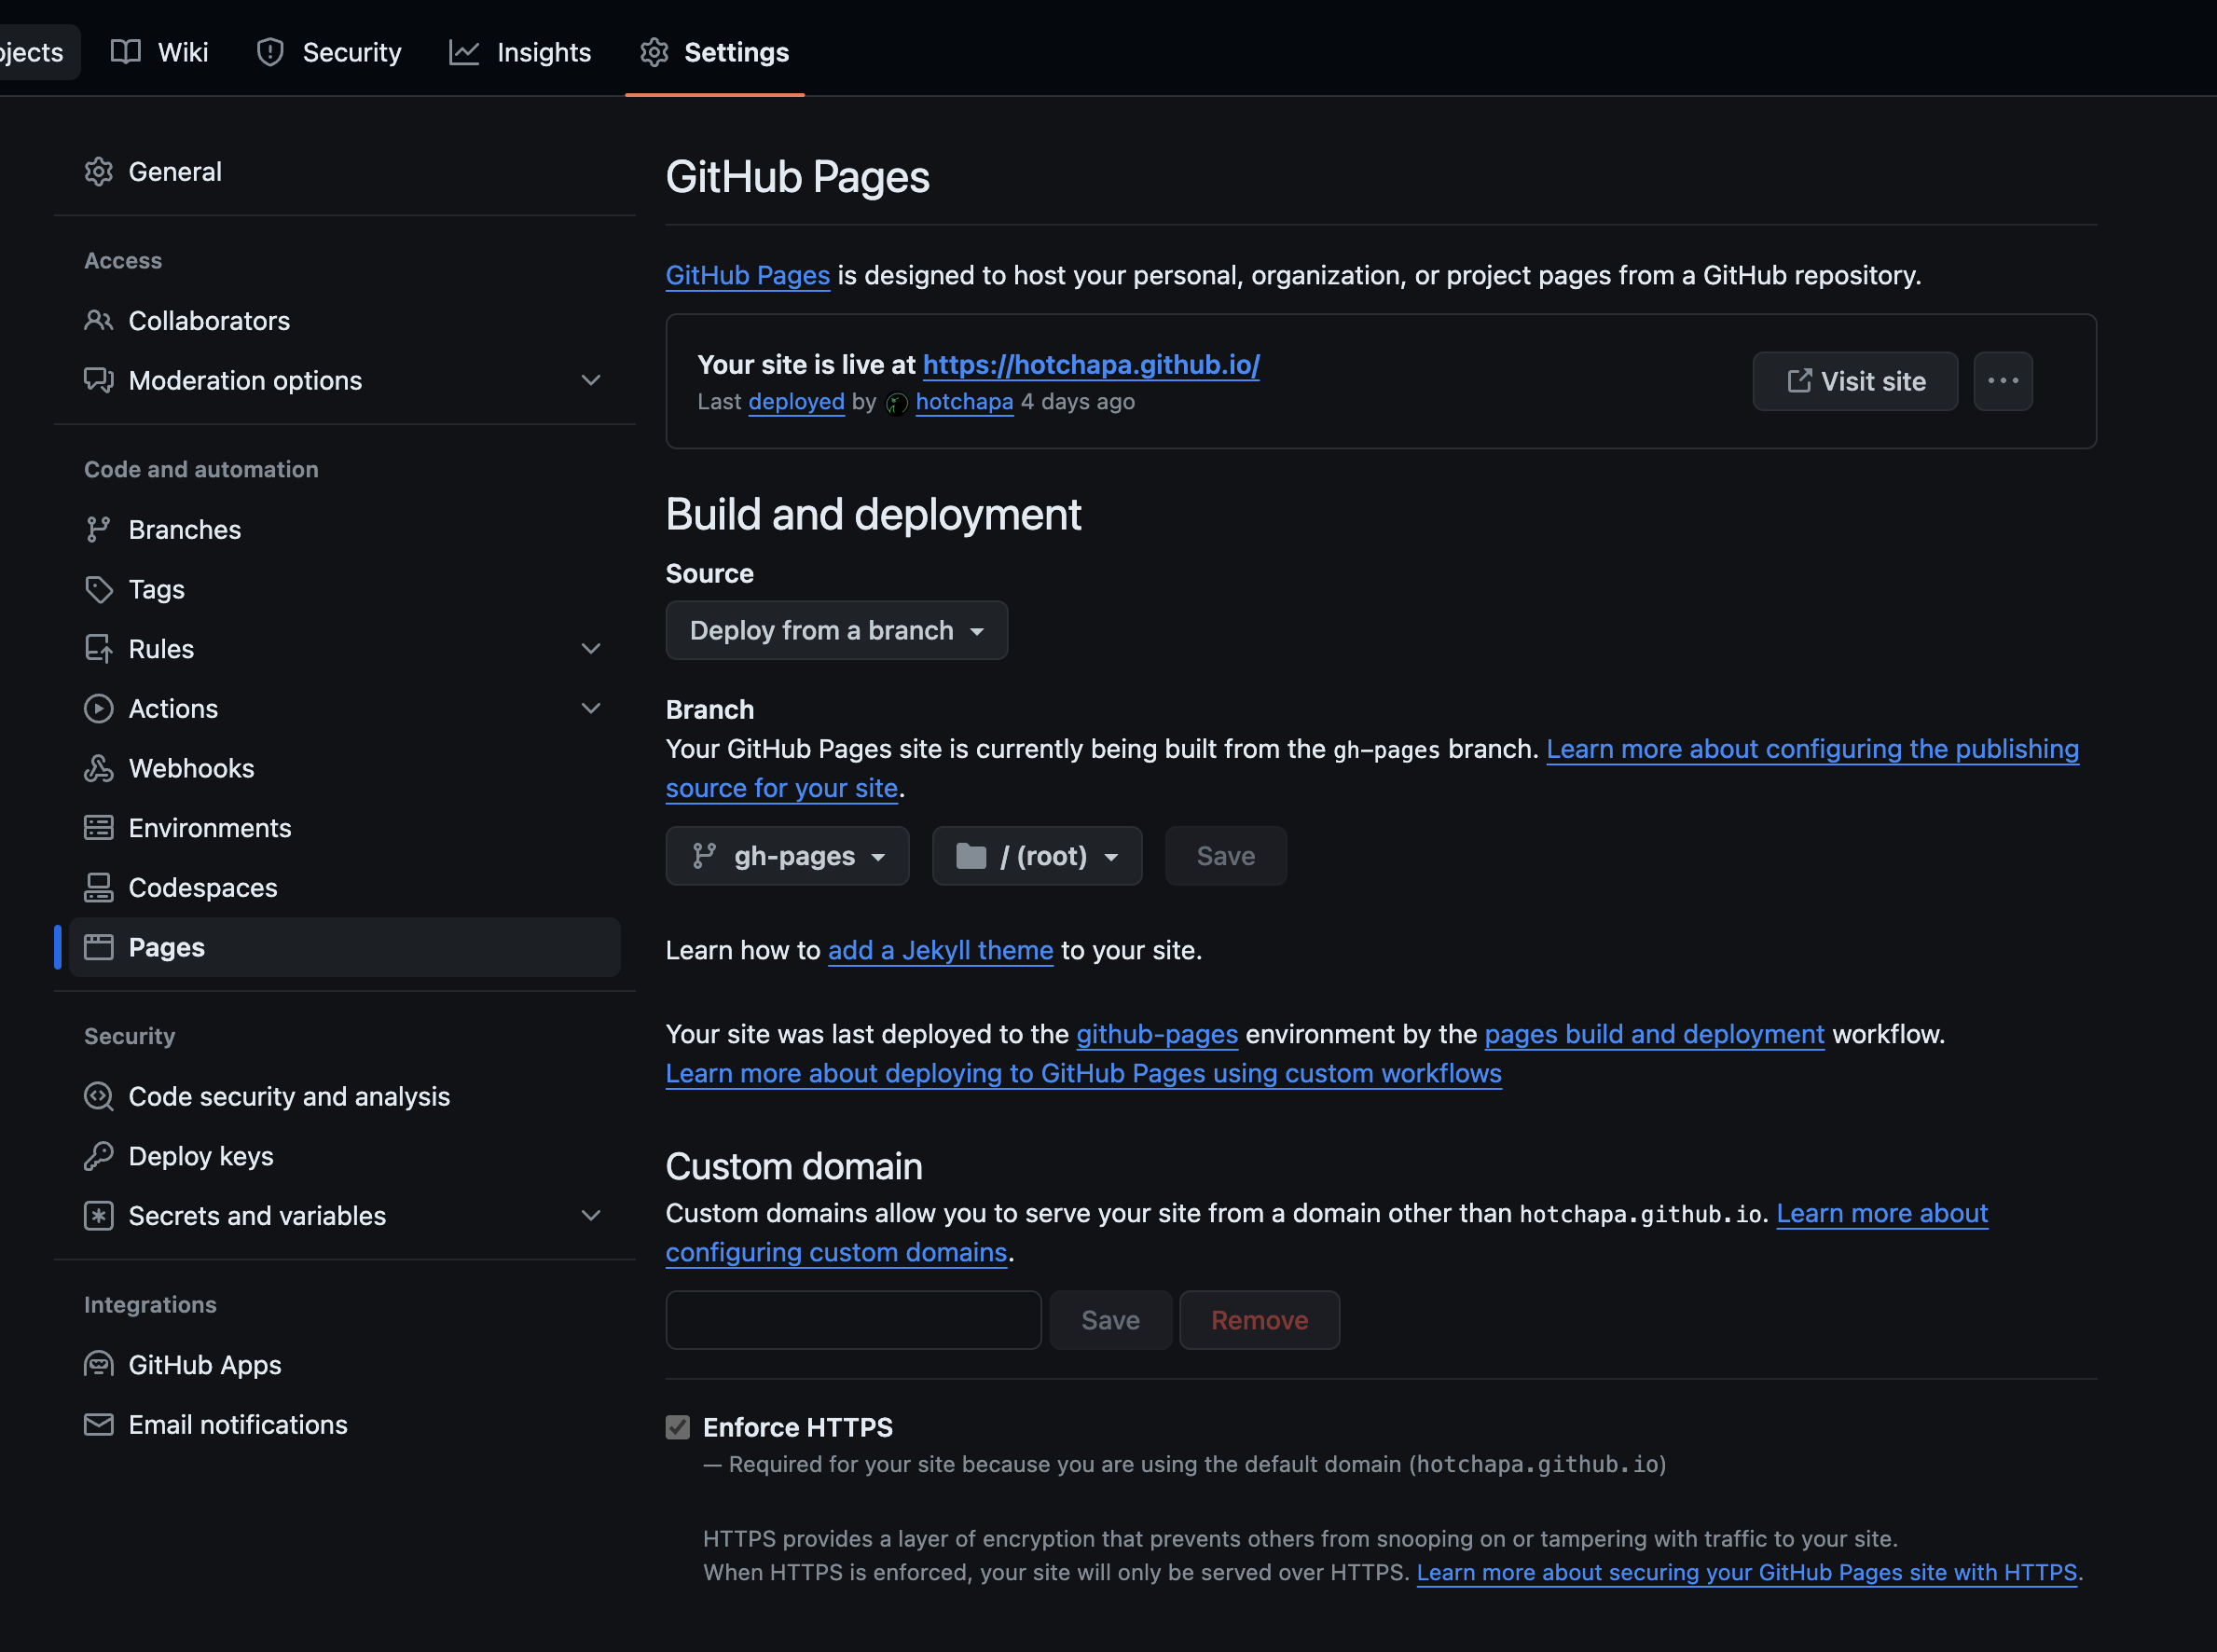 ojects Wiki Security Insights Settings
General
Access
Collaborators
Moderation options
Code and automation
Branches
Tags
Rules
Actions
Webhooks
Environments
Codespaces
Pages
Security
Code security and analysis
Deploy keys
Secrets and variables
Integrations
GitHub Apps
Email notifications
GitHub Pages
GitHub Pages is designed to host your personal, organization, or project pages from a GitHub repository.
Your site is live at https://hotchapa.github.io/
Last deployed by hotchapa 4 days ago
Visit site
Build and deployment
Source
Deploy from a branch
Branch
Your GitHub Pages site is currently being built from the gh-pages branch. Learn more about configuring the publishing
source for your site.
gh-pages / (root) Save
Learn how to add a Jekyll theme to your site.
Your site was last deployed to the github-pages environment by the pages build and deployment workflow.
Learn more about deploying to GitHub Pages using custom workflows
Custom domain
Custom domains allow you to serve your site from a domain other than hotchapa.github.io. Learn more about
configuring custom domains.
Save Remove
Enforce HTTPS
— Required for your site because you are using the default domain (hotchapa.github.io)
HTTPS provides a layer of encryption that prevents others from snooping on or tampering with traffic to your site.
When HTTPS is enforced, your site will only be served over HTTPS. Learn more about securing your GitHub Pages site with HTTPS.